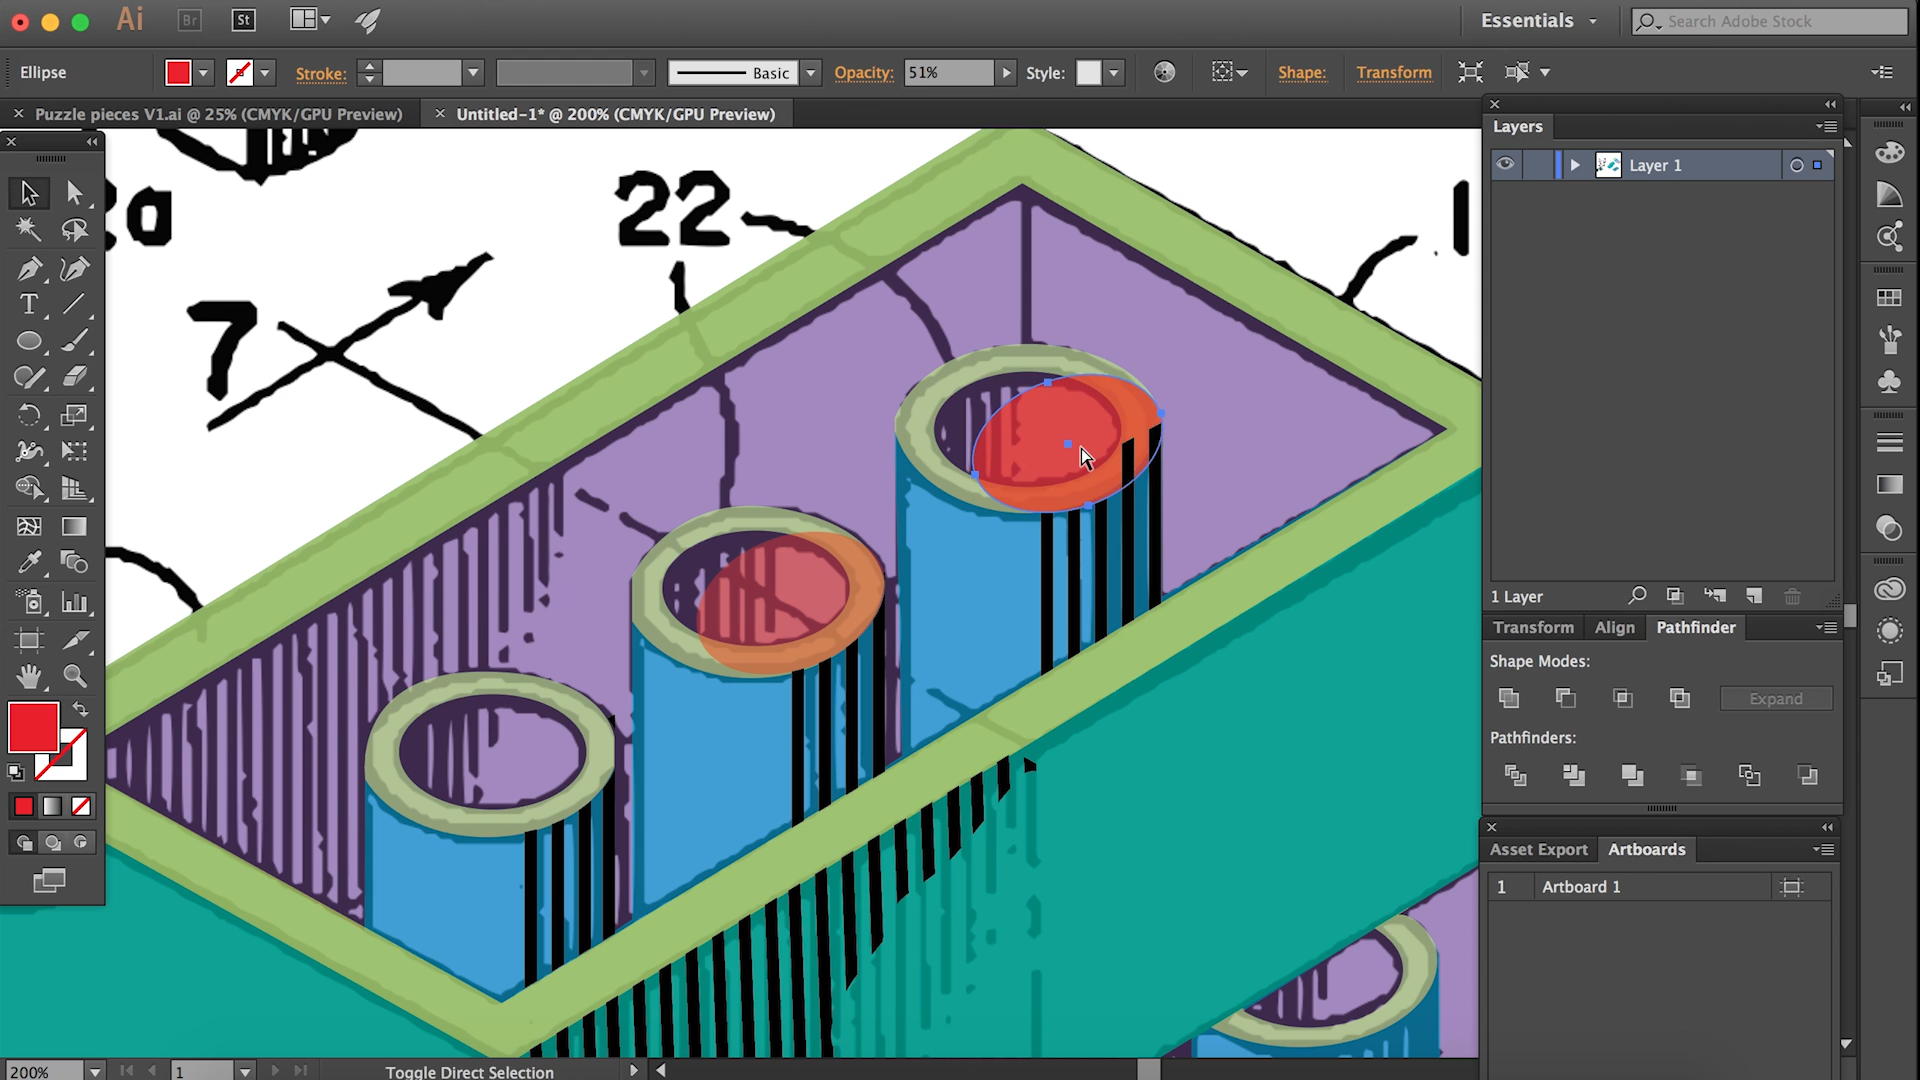 Ai
Br
St
Essentials
Search Adobe Stock
Ellipse
Stroke:
Basic
Opacity:
51%
Style:
Shape:
Transform
Puzzle pieces V1.ai @ 25% (CMYK/GPU Preview)
Untitled-1* @ 200% (CMYK/GPU Preview)
Layers
Layer 1
22
7
1 Layer
Transform
Align
Pathfinder
Shape Modes:
Expand
Pathfinders:
Asset Export
Artboards
1
Artboard 1
200%
1
Toggle Direct Selection